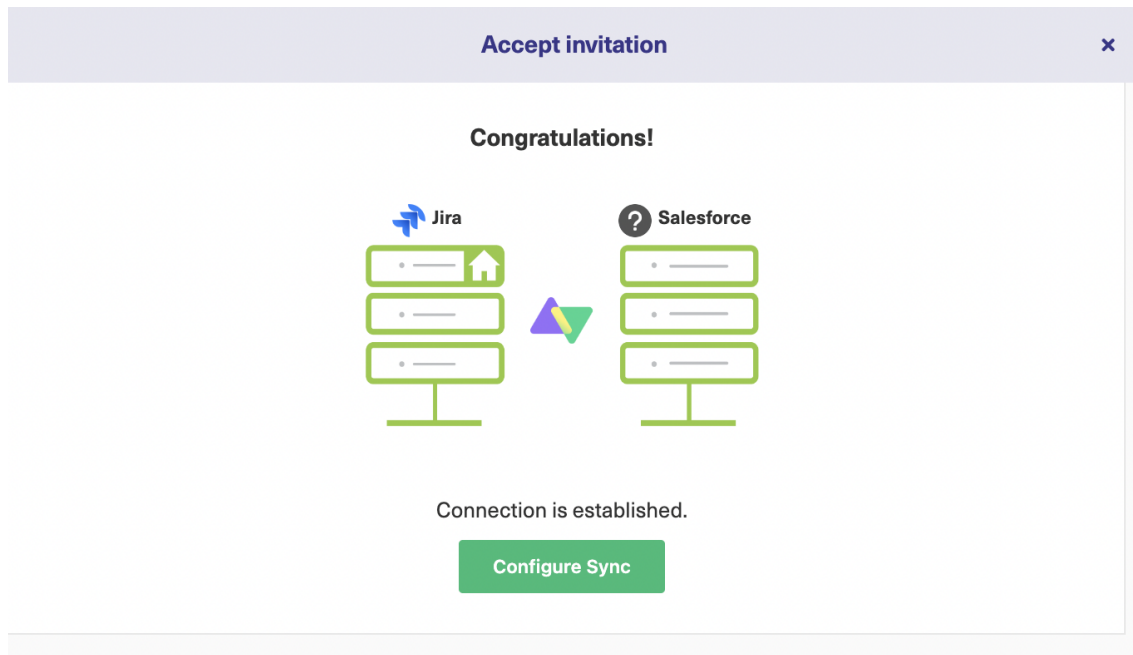 Accept invitation
Congratulations!
Jira
Salesforce
Connection is established.
Configure Sync